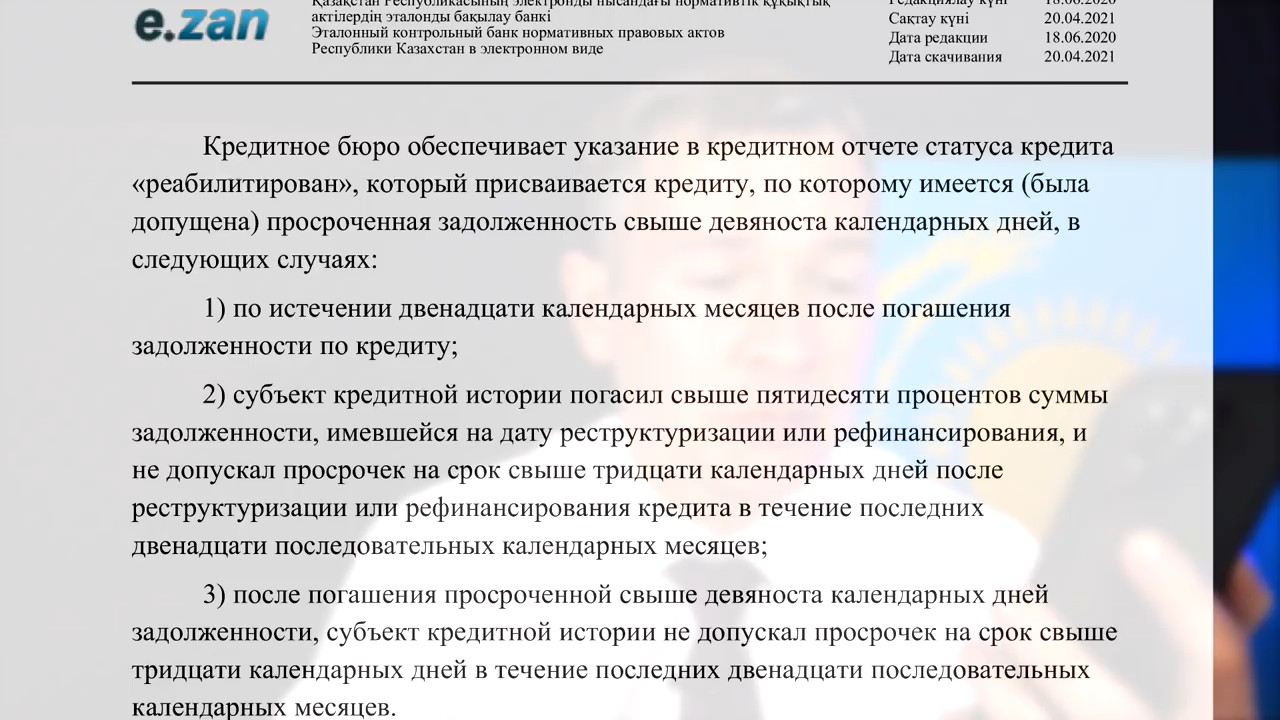 e.zan
Қазақстан Республикасының электронды нысандағы нормативтік құқықтық
актілердің эталонды бақылау банкі
Эталонный контрольный банк нормативных правовых актов
Республики Казахстан в электронном виде
Редакциялау күні 18.06.2020
Сақтау күні 20.04.2021
Дата редакции 18.06.2020
Дата скачивания 20.04.2021
Кредитное бюро обеспечивает указание в кредитном отчете статуса кредита
«реабилитирован», который присваивается кредиту, по которому имеется (была
допущена) просроченная задолженность свыше девяноста календарных дней, в
следующих случаях:
1) по истечении двенадцати календарных месяцев после погашения
задолженности по кредиту;
2) субъект кредитной истории погасил свыше пятидесяти процентов суммы
задолженности, имевшейся на дату реструктуризации или рефинансирования, и
не допускал просрочек на срок свыше тридцати календарных дней после
реструктуризации или рефинансирования кредита в течение последних
двенадцати последовательных календарных месяцев;
3) после погашения просроченной свыше девяноста календарных дней
задолженности, субъект кредитной истории не допускал просрочек на срок свыше
тридцати календарных дней в течение последних двенадцати последовательных
календарных месяцев.